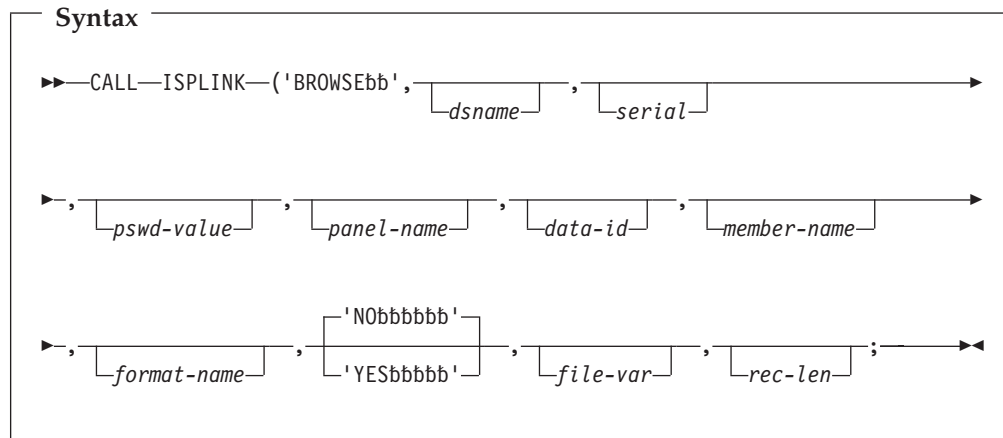 Syntax
CALL ISPLINK ('BROWSEƀƀ', dsname , serial
, pswd-value , panel-name , data-id , member-name
, format-name , 'NOƀƀƀƀƀƀ' 'YESƀƀƀƀƀ' , file-var , rec-len ;